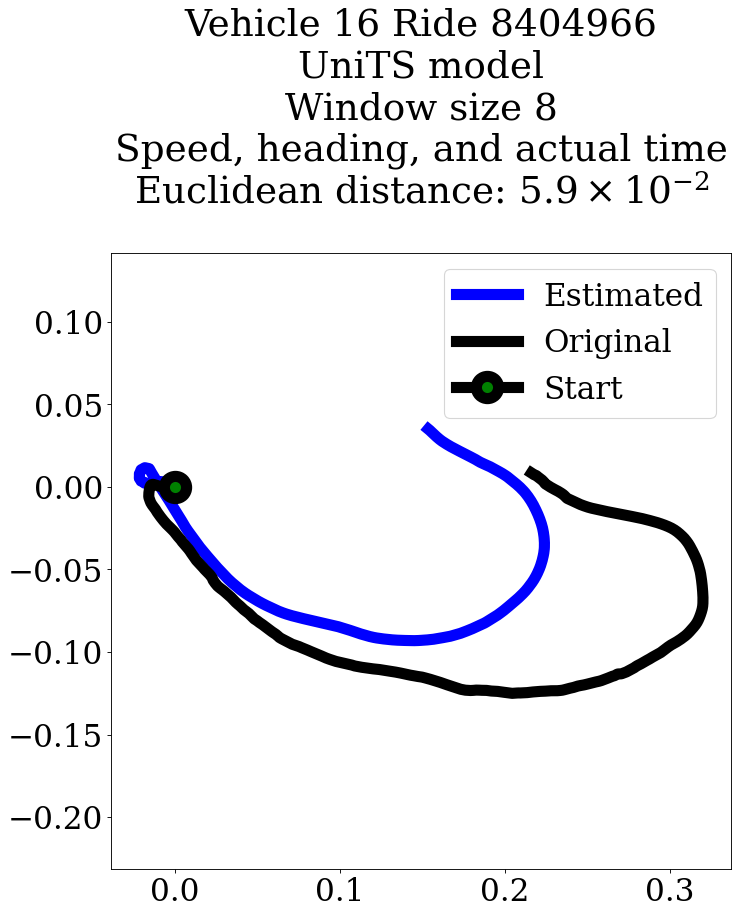 Vehicle 16 Ride 8404966
UniTS model
Window size 8
Speed, heading, and actual time
Euclidean distance: 5.9 × 10⁻²
Estimated
Original
Start
0.10
0.05
0.00
−0.05
−0.10
−0.15
−0.20
0.0 0.1 0.2 0.3